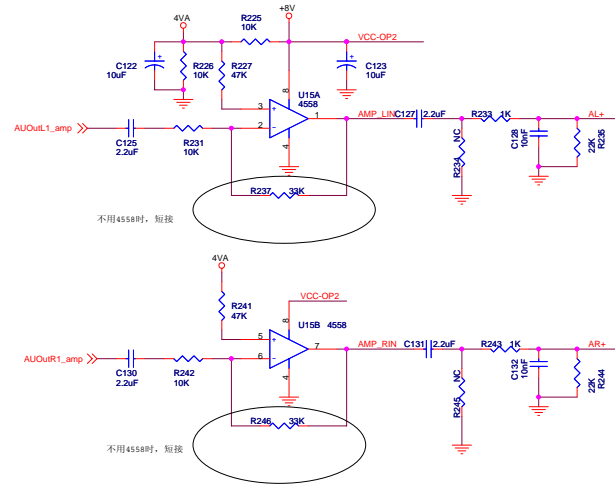 +8V
4VA
R225
10K
VCC-OP2
C122
10uF
R226
10K
R227
47K
C123
10uF
8
U15A
4558
3
2
1
4
AMP_LIN
C127
2.2uF
R233
1K
AL+
AUOutL1_amp
C125
2.2uF
R231
10K
NC
R234
C128
10nF
22K
R235
R237
33K
不用4558时，短接
4VA
R241
47K
VCC-OP2
8
U15B 4558
5
6
7
4
AMP_RIN
C131
2.2uF
R243
1K
AR+
AUOutR1_amp
C130
2.2uF
R242
10K
NC
R245
C132
10nF
22K
R244
R246
33K
不用4558时，短接